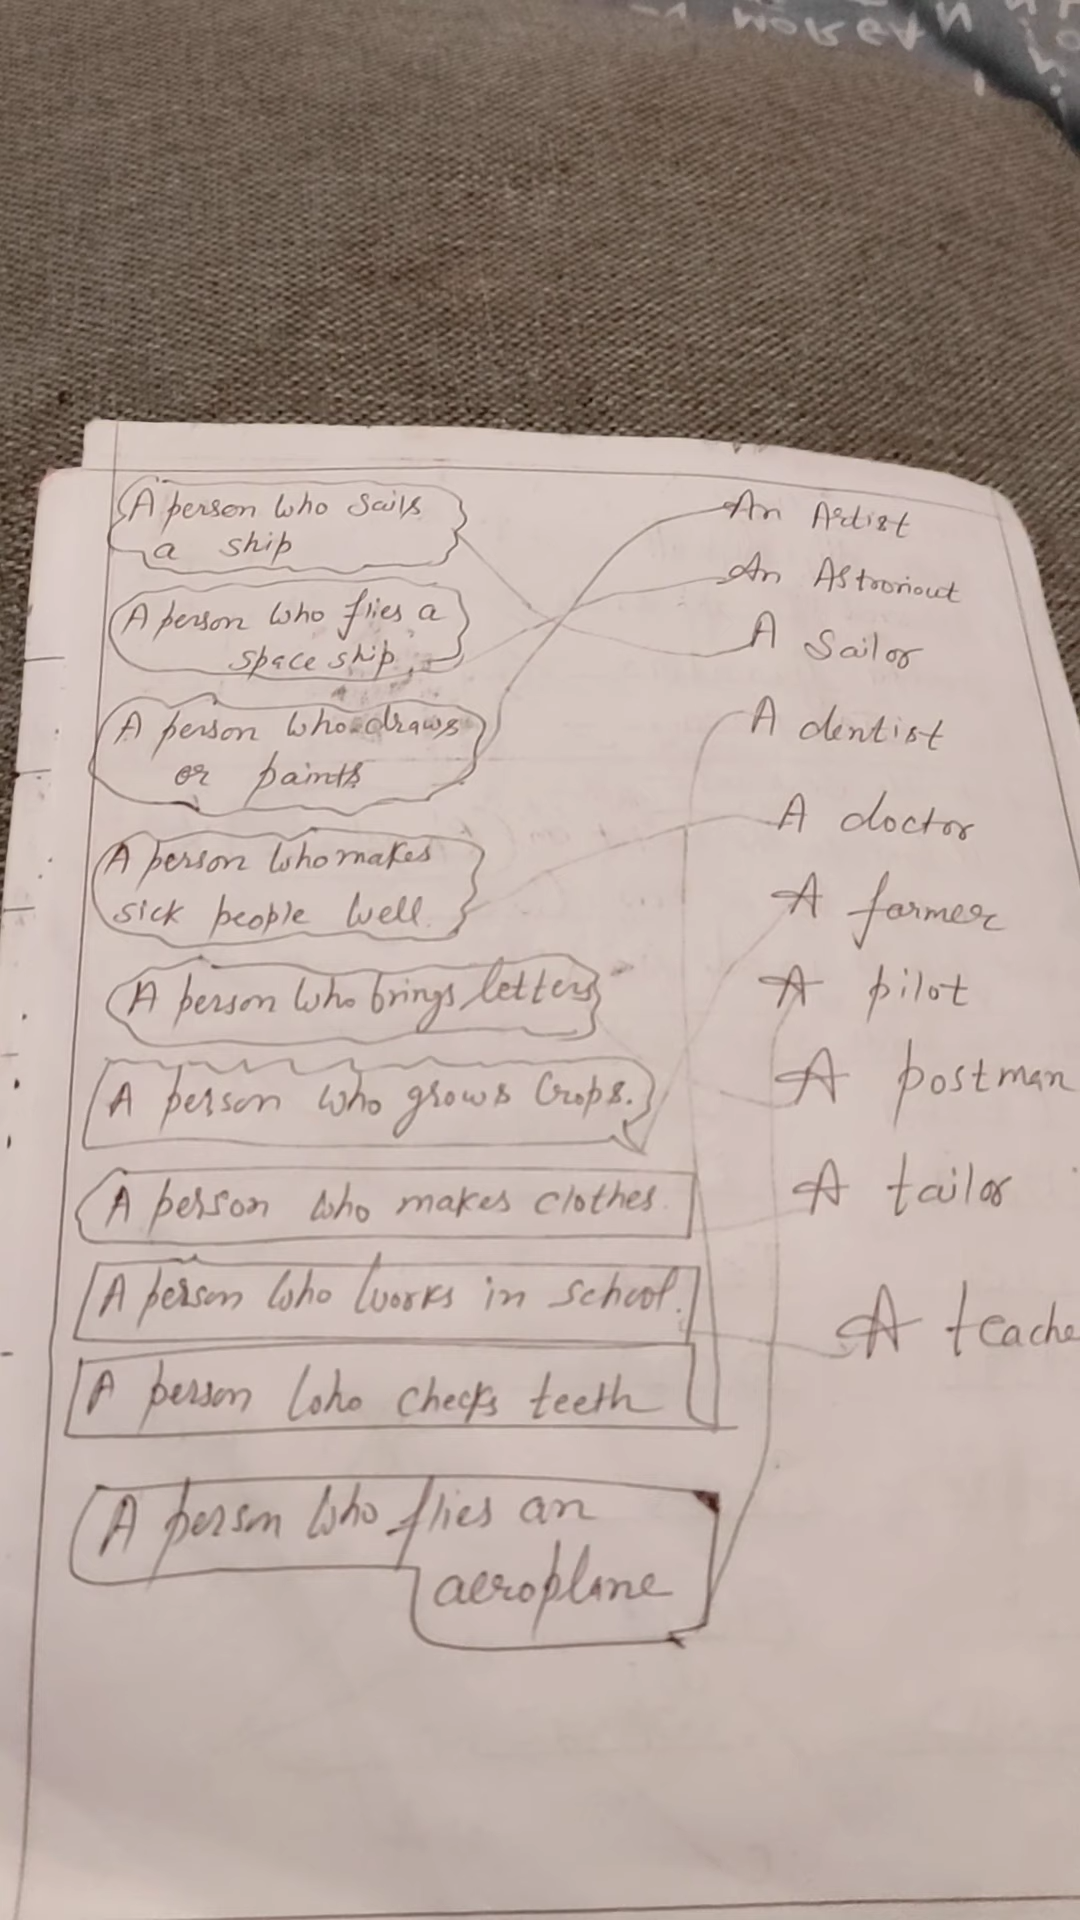 A person who sails
a ship
A person who flies a
space ship
A person who draws
or paints
A person who makes
sick people well
A person who brings letters
A person who grows Crops.
A person who makes clothes.
A person who works in school.
A person who checks teeth
A person who flies an
aeroplane
An Artist
An Astronout
A Sailor
A dentist
A doctor
A farmer
A pilot
A postman
A tailor
A teache